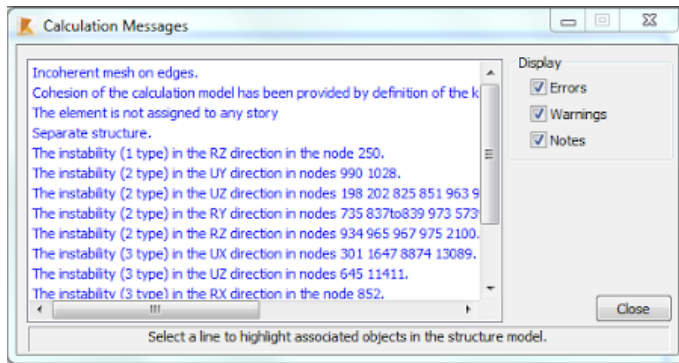 Calculation Messages
Incoherent mesh on edges.
Cohesion of the calculation model has been provided by definition of the k
The element is not assigned to any story
Separate structure.
The instability (1 type) in the RZ direction in the node 250.
The instability (2 type) in the UY direction in nodes 990 1028.
The instability (2 type) in the UZ direction in nodes 198 202 825 851 963 9
The instability (2 type) in the RY direction in nodes 735 837to839 973 573
The instability (2 type) in the RZ direction in nodes 934 965 967 975 2100.
The instability (3 type) in the UX direction in nodes 301 1647 8874 13089.
The instability (3 type) in the UZ direction in nodes 645 11411.
The instability (3 type) in the RX direction in the node 852.
Display
Errors
Warnings
Notes
Close
Select a line to highlight associated objects in the structure model.